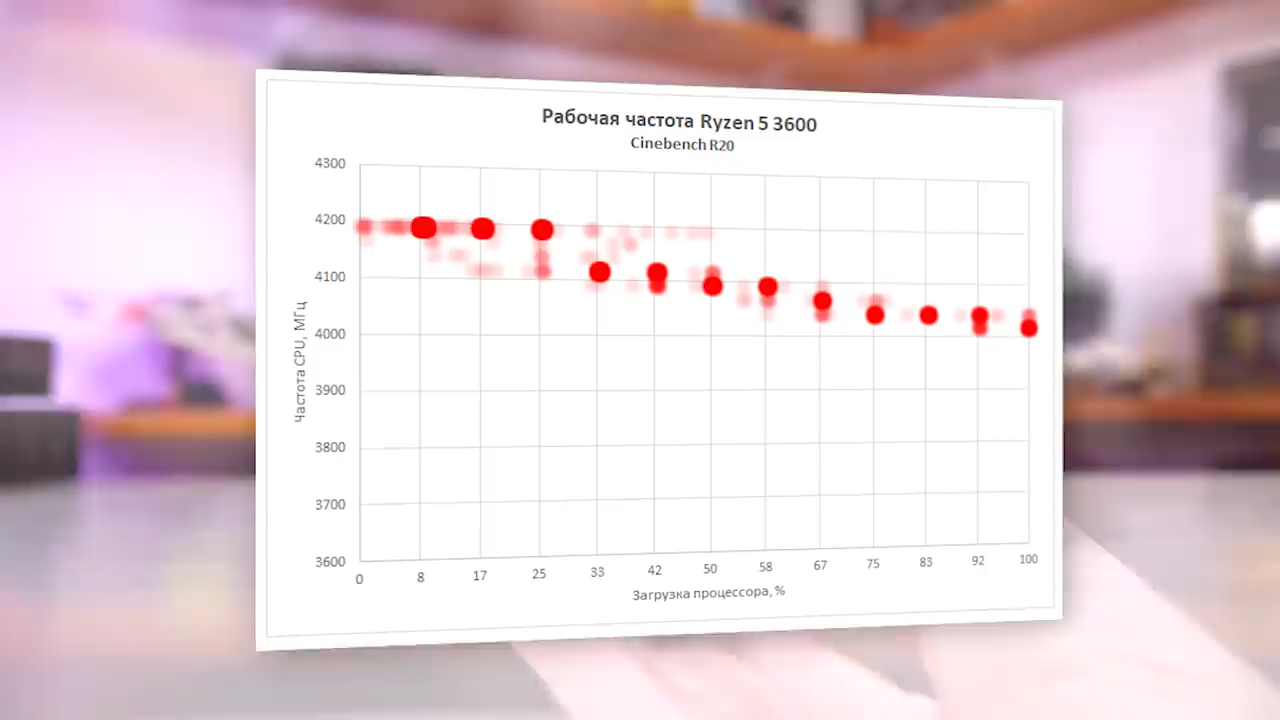 Рабочая частота Ryzen 5 3600
Cinebench R20
4300
4200
4100
4000
3900
3800
3700
3600
Частота CPU, МГц
0 8 17 25 33 42 50 58 67 75 83 92 100
Загрузка процессора, %